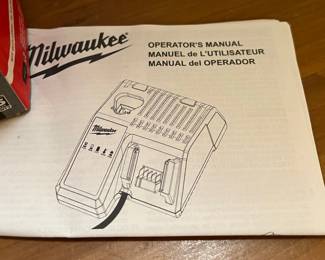 Milwaukee
OPERATOR'S MANUAL
MANUEL de L'UTILISATEUR
MANUAL del OPERADOR
Milwaukee